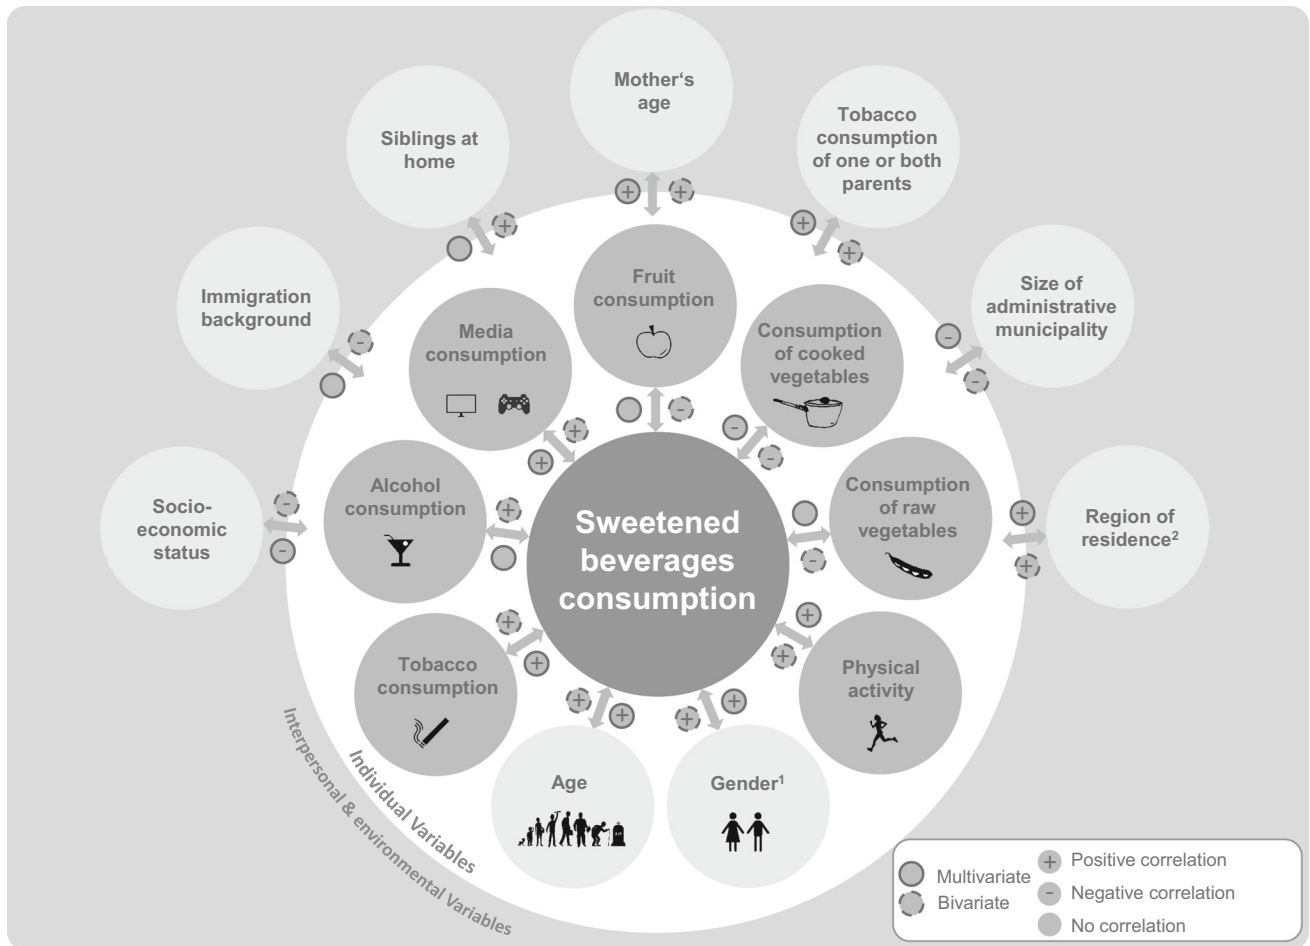 Mother‘s
age
Siblings at
home
Tobacco
consumption
of one or both
parents
Immigration
background
Size of
administrative
municipality
Socio-
economic
status
Region of
residence²
Fruit
consumption
Media
consumption
Consumption
of cooked
vegetables
Alcohol
consumption
Consumption
of raw
vegetables
Tobacco
consumption
Physical
activity
Age
Gender¹
Sweetened
beverages
consumption
+ +
+
+
+
-
-
-
-
-
+
+
-
+
+
-
-
+
-
+
+
+
+
+
+
+
+
+
Individual Variables
Interpersonal & environmental Variables
Multivariate
Bivariate
+ Positive correlation
- Negative correlation
No correlation